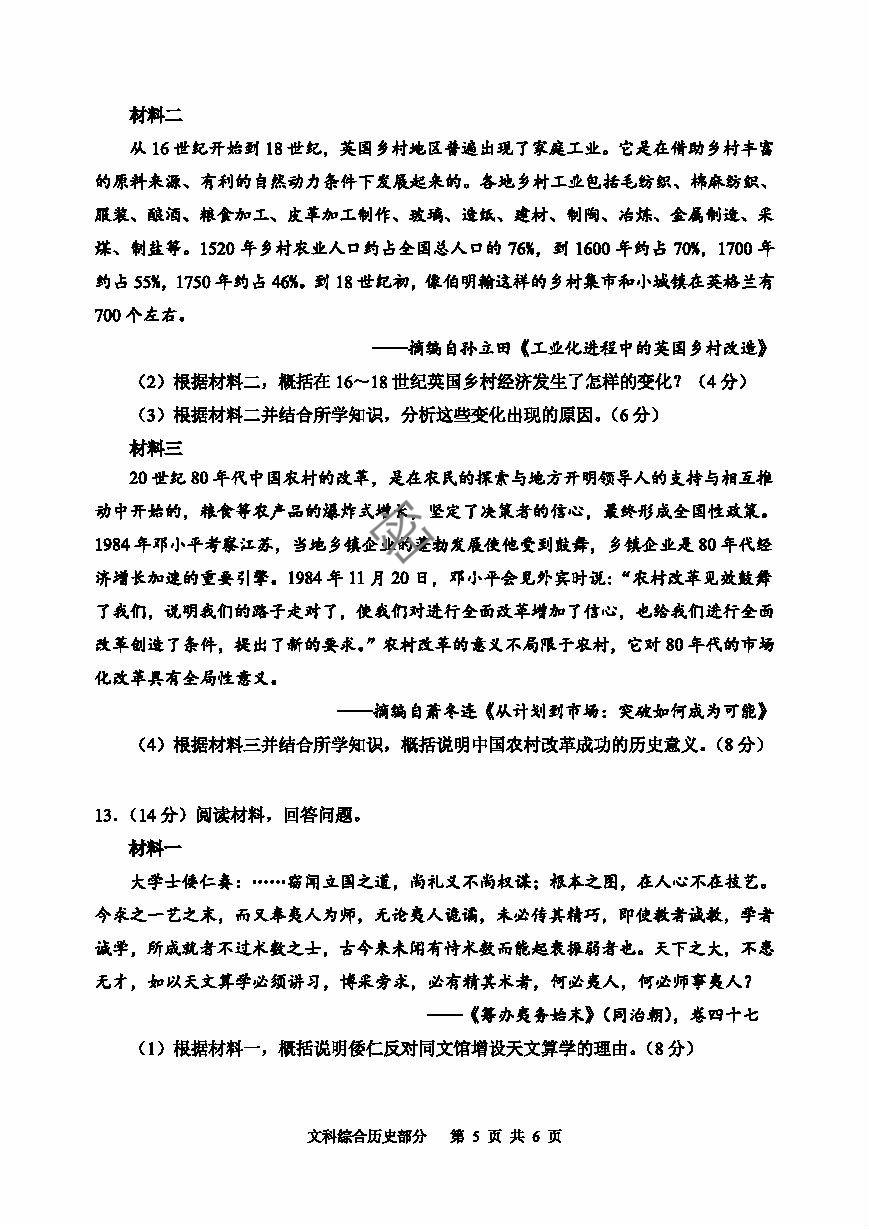 材料二
从 16 世纪开始到 18 世纪，英国乡村地区普遍出现了家庭工业。它是在借助乡村丰富
的原料来源、有利的自然动力条件下发展起来的。各地乡村工业包括毛纺织、棉麻纺织、
服装、酿酒、粮食加工、皮革加工制作、玻璃、造纸、建材、制陶、冶炼、金属制造、采
煤、制盐等。1520 年乡村农业人口约占全国总人口的 76%，到 1600 年约占 70%，1700 年
约占 55%，1750 年约占 46%。到 18 世纪初，像伯明翰这样的乡村集市和小城镇在英格兰有
700 个左右。
——摘编自孙立田《工业化进程中的英国乡村改造》
（2）根据材料二，概括在 16～18 世纪英国乡村经济发生了怎样的变化？（4 分）
（3）根据材料二并结合所学知识，分析这些变化出现的原因。（6 分）
材料三
20 世纪 80 年代中国农村的改革，是在农民的探索与地方开明领导人的支持与相互推
动中开始的，粮食等农产品的爆炸式增长，坚定了决策者的信心，最终形成全国性政策。
1984 年邓小平考察江苏，当地乡镇企业的蓬勃发展使他受到鼓舞，乡镇企业是 80 年代经
济增长加速的重要引擎。1984 年 11 月 20 日，邓小平会见外宾时说：“农村改革见效鼓舞
了我们，说明我们的路子走对了，使我们对进行全面改革增加了信心，也给我们进行全面
改革创造了条件，提出了新的要求。”农村改革的意义不局限于农村，它对 80 年代的市场
化改革具有全局性意义。
——摘编自萧冬连《从计划到市场：突破如何成为可能》
（4）根据材料三并结合所学知识，概括说明中国农村改革成功的历史意义。（8 分）
13．（14 分）阅读材料，回答问题。
材料一
大学士倭仁奏：……窃闻立国之道，尚礼义不尚权谋；根本之图，在人心不在技艺。
今求之一艺之末，而又奉夷人为师，无论夷人诡谲，未必传其精巧，即使教者诚教，学者
诚学，所成就者不过术数之士，古今来未闻有恃术数而能起衰振弱者也。天下之大，不患
无才，如以天文算学必须讲习，博采旁求，必有精其术者，何必夷人，何必师事夷人？
——《筹办夷务始末》（同治朝），卷四十七
（1）根据材料一，概括说明倭仁反对同文馆增设天文算学的理由。（8 分）
文科综合历史部分 第 5 页 共 6 页
密